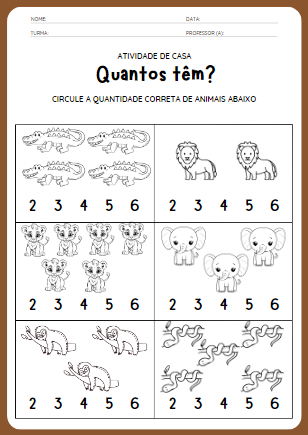 NOME: DATA:
TURMA: PROFESSOR (A):
ATIVIDADE DE CASA
Quantos têm?
CIRCULE A QUANTIDADE CORRETA DE ANIMAIS ABAIXO
2 3 4 5 6 2 3 4 5 6
2 3 4 5 6 2 3 4 5 6
2 3 4 5 6 2 3 4 5 6